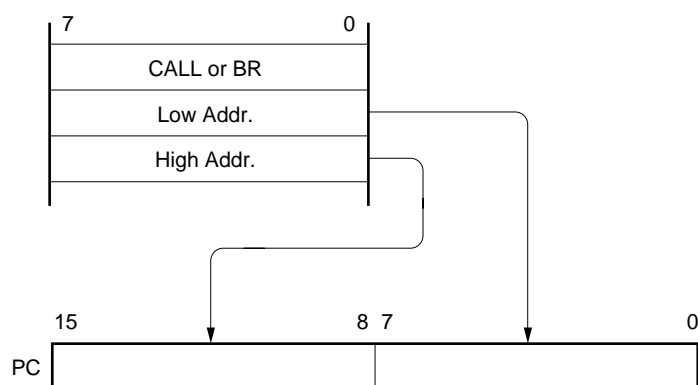 7 0
CALL or BR
Low Addr.
High Addr.
15 8 7 0
PC